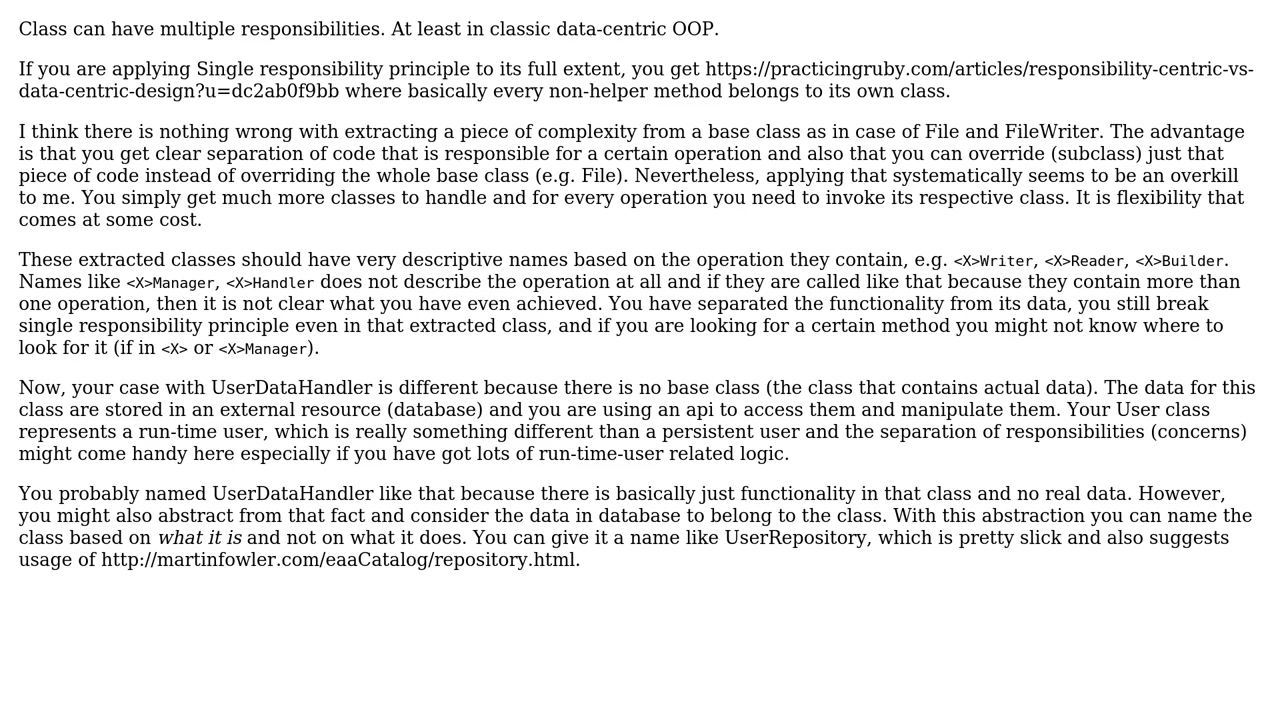 Class can have multiple responsibilities. At least in classic data-centric OOP.
If you are applying Single responsibility principle to its full extent, you get https://practicingruby.com/articles/responsibility-centric-vs-
data-centric-design?u=dc2ab0f9bb where basically every non-helper method belongs to its own class.
I think there is nothing wrong with extracting a piece of complexity from a base class as in case of File and FileWriter. The advantage
is that you get clear separation of code that is responsible for a certain operation and also that you can override (subclass) just that
piece of code instead of overriding the whole base class (e.g. File). Nevertheless, applying that systematically seems to be an overkill
to me. You simply get much more classes to handle and for every operation you need to invoke its respective class. It is flexibility that
comes at some cost.
These extracted classes should have very descriptive names based on the operation they contain, e.g. <X>Writer, <X>Reader, <X>Builder.
Names like <X>Manager, <X>Handler does not describe the operation at all and if they are called like that because they contain more than
one operation, then it is not clear what you have even achieved. You have separated the functionality from its data, you still break
single responsibility principle even in that extracted class, and if you are looking for a certain method you might not know where to
look for it (if in <X> or <X>Manager).
Now, your case with UserDataHandler is different because there is no base class (the class that contains actual data). The data for this
class are stored in an external resource (database) and you are using an api to access them and manipulate them. Your User class
represents a run-time user, which is really something different than a persistent user and the separation of responsibilities (concerns)
might come handy here especially if you have got lots of run-time-user related logic.
You probably named UserDataHandler like that because there is basically just functionality in that class and no real data. However,
you might also abstract from that fact and consider the data in database to belong to the class. With this abstraction you can name the
class based on what it is and not on what it does. You can give it a name like UserRepository, which is pretty slick and also suggests
usage of http://martinfowler.com/eaaCatalog/repository.html.